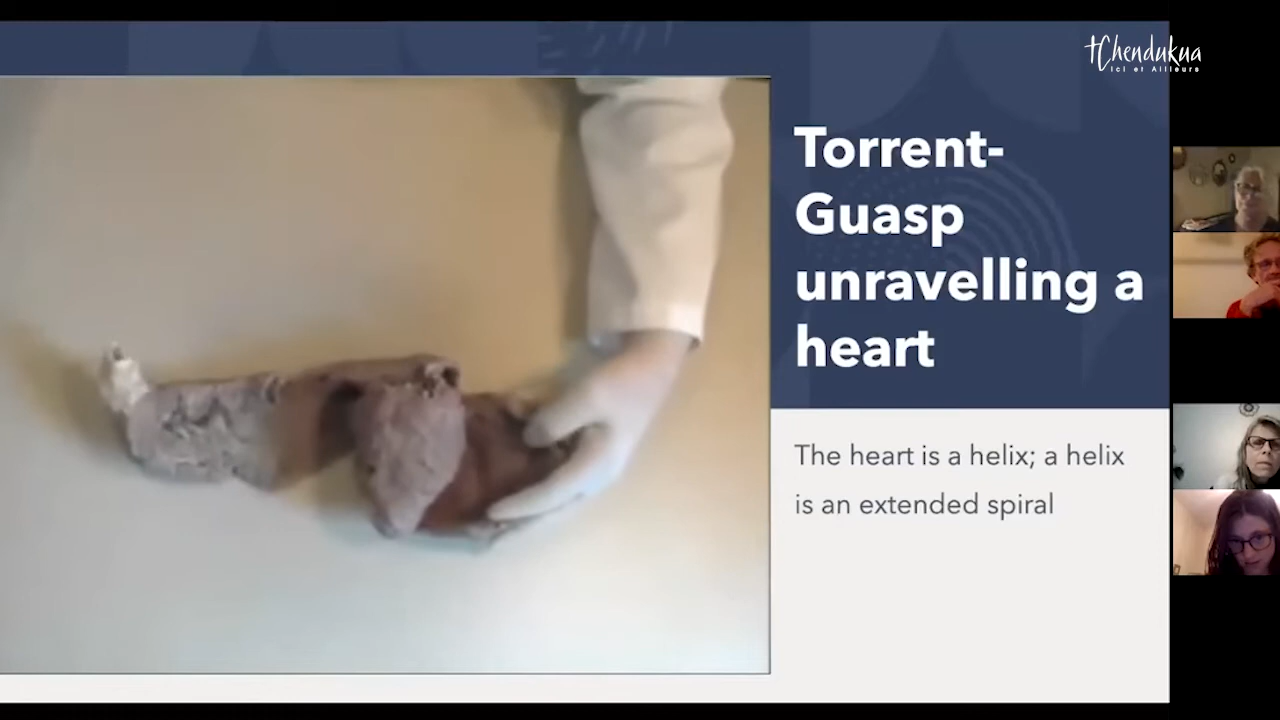 tChendukua
Ici et Ailleurs
Torrent-
Guasp
unravelling a
heart
The heart is a helix; a helix
is an extended spiral